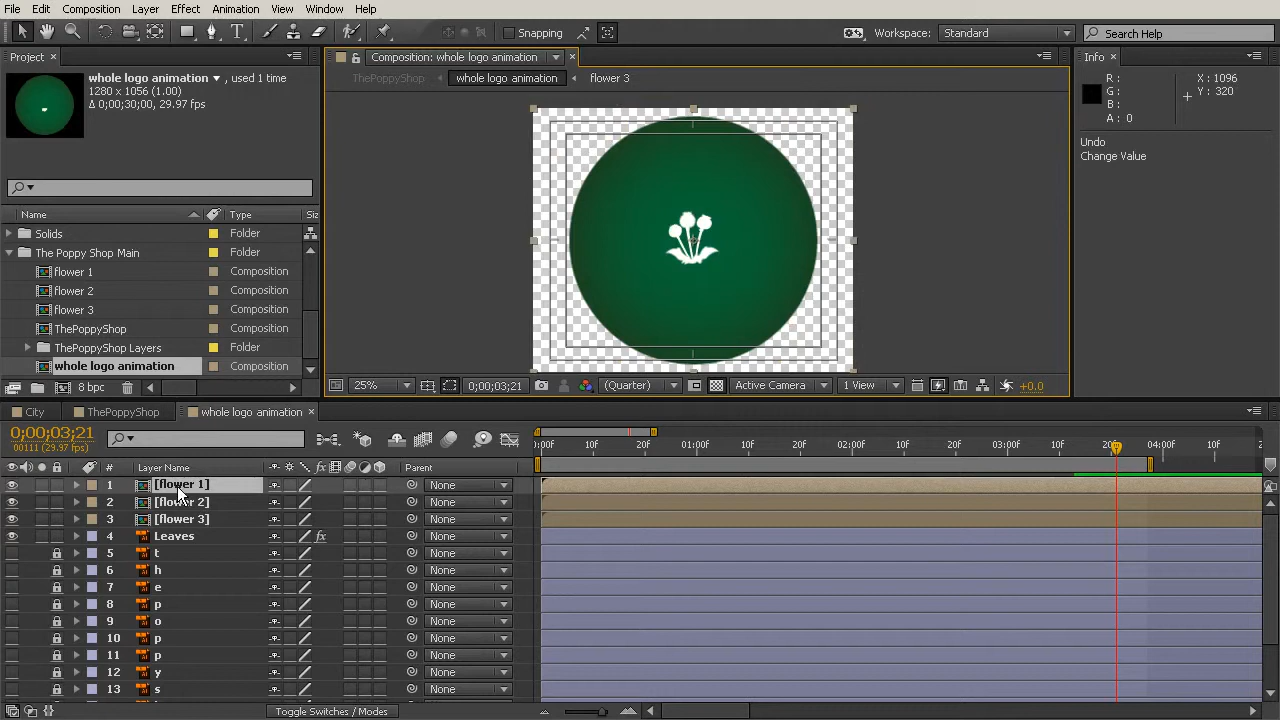 File Edit Composition Layer Effect Animation View Window Help
Snapping Workspace: Standard Search Help
Project Composition: whole logo animation Info
whole logo animation , used 1 time
1280 x 1056 (1.00)
Δ 0;00;30;00, 29.97 fps
ThePoppyShop whole logo animation flower 3
R : X : 1096
G : Y : 320
B :
A : 0
Undo
Change Value
Name Type Siz
Solids Folder
The Poppy Shop Main Folder
flower 1 Composition
flower 2 Composition
flower 3 Composition
ThePoppyShop Composition
ThePoppyShop Layers Folder
whole logo animation Composition
8 bpc 25% 0;00;03;21 (Quarter) Active Camera 1 View +0.0
City ThePoppyShop whole logo animation
0;00;03;21
00111 (29.97 fps)
:00f 10f 20f 01:00f 10f 20f 02:00f 10f 20f 03:00f 10f 20f 04:00f 10f
# Layer Name fx Parent
1 [flower 1] None
2 [flower 2] None
3 [flower 3] None
4 Leaves fx None
5 t None
6 h None
7 e None
8 p None
9 o None
10 p None
11 p None
12 y None
13 s None
Toggle Switches / Modes